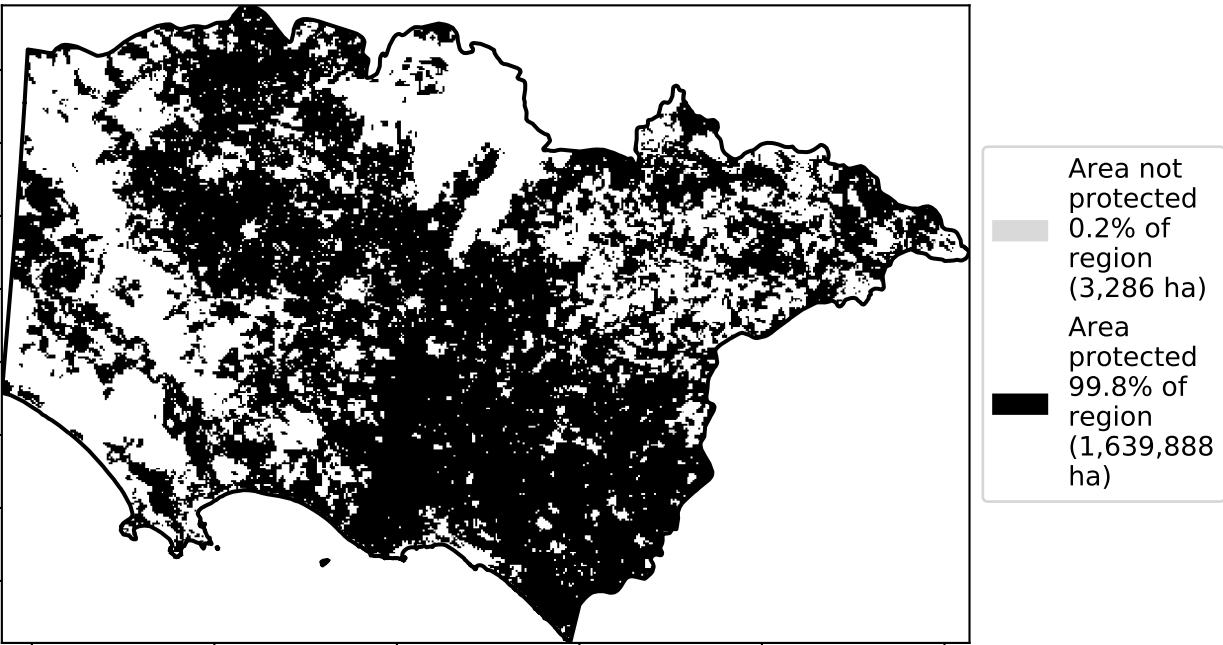 Area not
protected
0.2% of
region
(3,286 ha)
Area
protected
99.8% of
region
(1,639,888
ha)